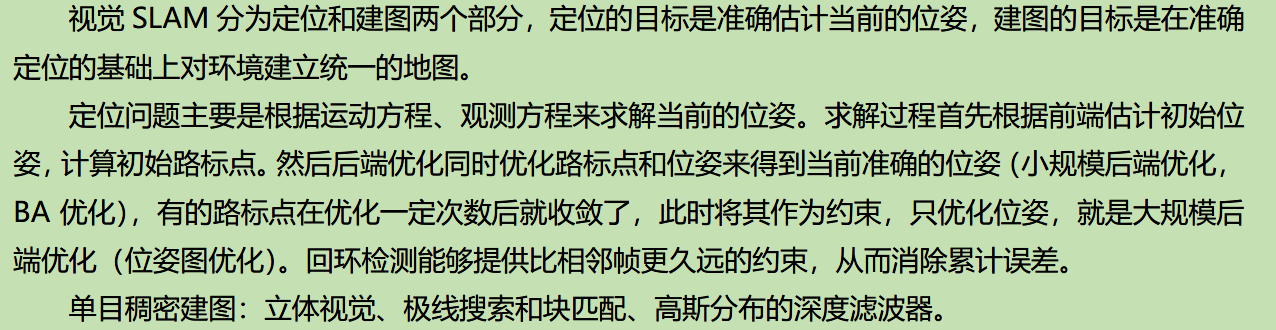 视觉 SLAM 分为定位和建图两个部分，定位的目标是准确估计当前的位姿，建图的目标是在准确
定位的基础上对环境建立统一的地图。
定位问题主要是根据运动方程、观测方程来求解当前的位姿。求解过程首先根据前端估计初始位
姿，计算初始路标点。然后后端优化同时优化路标点和位姿来得到当前准确的位姿（小规模后端优化，
BA 优化），有的路标点在优化一定次数后就收敛了，此时将其作为约束，只优化位姿，就是大规模后
端优化（位姿图优化）。回环检测能够提供比相邻帧更久远的约束，从而消除累计误差。
单目稠密建图：立体视觉、极线搜索和块匹配、高斯分布的深度滤波器。